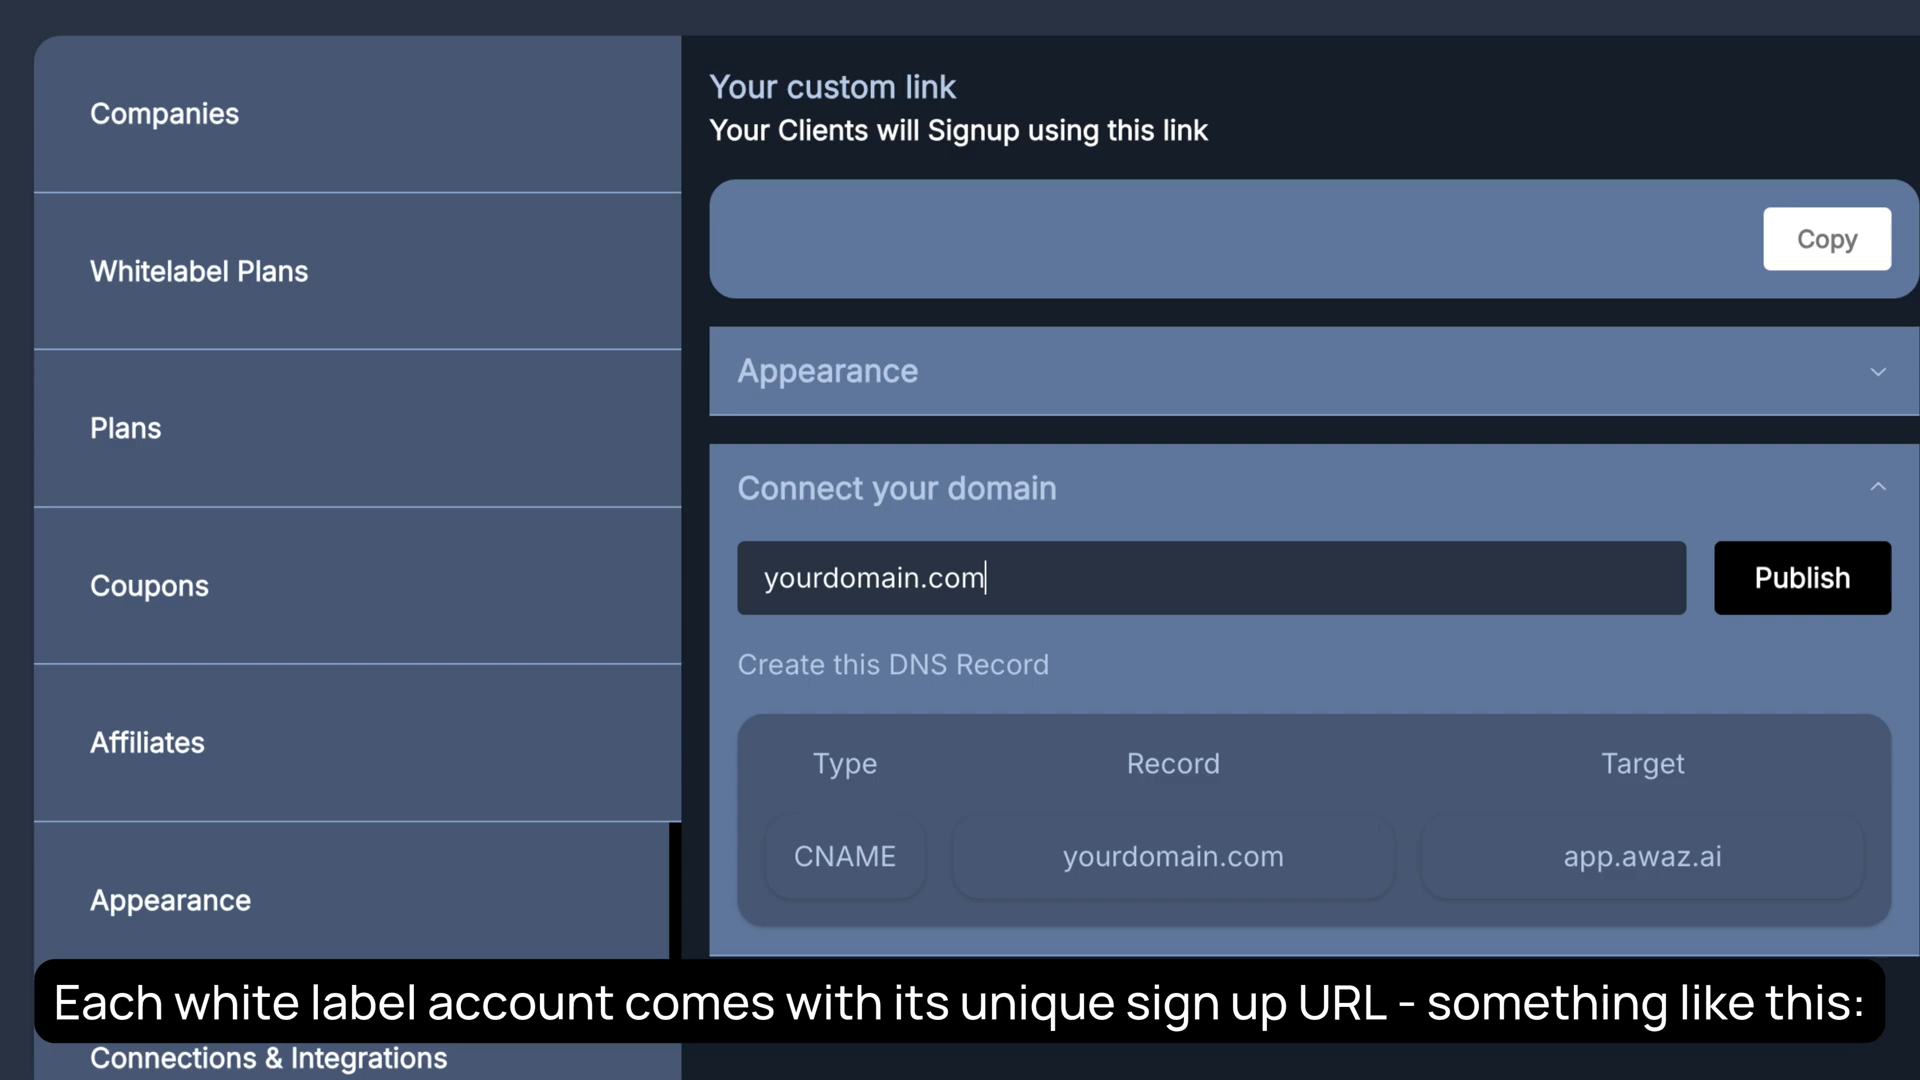 Companies
Whitelabel Plans
Plans
Coupons
Affiliates
Appearance
Connections & Integrations
Your custom link
Your Clients will Signup using this link
Copy
Appearance
Connect your domain
yourdomain.com
Publish
Create this DNS Record
Type Record Target
CNAME yourdomain.com app.awaz.ai
Each white label account comes with its unique sign up URL - something like this: